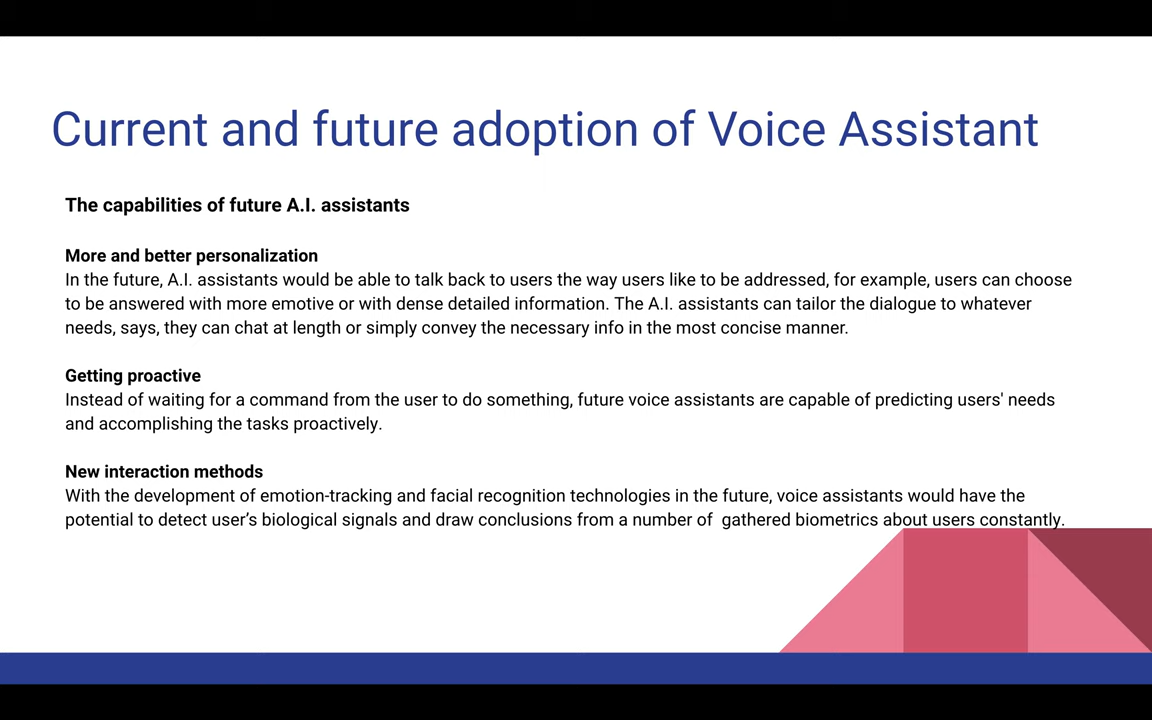 Current and future adoption of Voice Assistant
The capabilities of future A.I. assistants
More and better personalization
In the future, A.I. assistants would be able to talk back to users the way users like to be addressed, for example, users can choose
to be answered with more emotive or with dense detailed information. The A.I. assistants can tailor the dialogue to whatever
needs, says, they can chat at length or simply convey the necessary info in the most concise manner.
Getting proactive
Instead of waiting for a command from the user to do something, future voice assistants are capable of predicting users' needs
and accomplishing the tasks proactively.
New interaction methods
With the development of emotion-tracking and facial recognition technologies in the future, voice assistants would have the
potential to detect user’s biological signals and draw conclusions from a number of  gathered biometrics about users constantly.